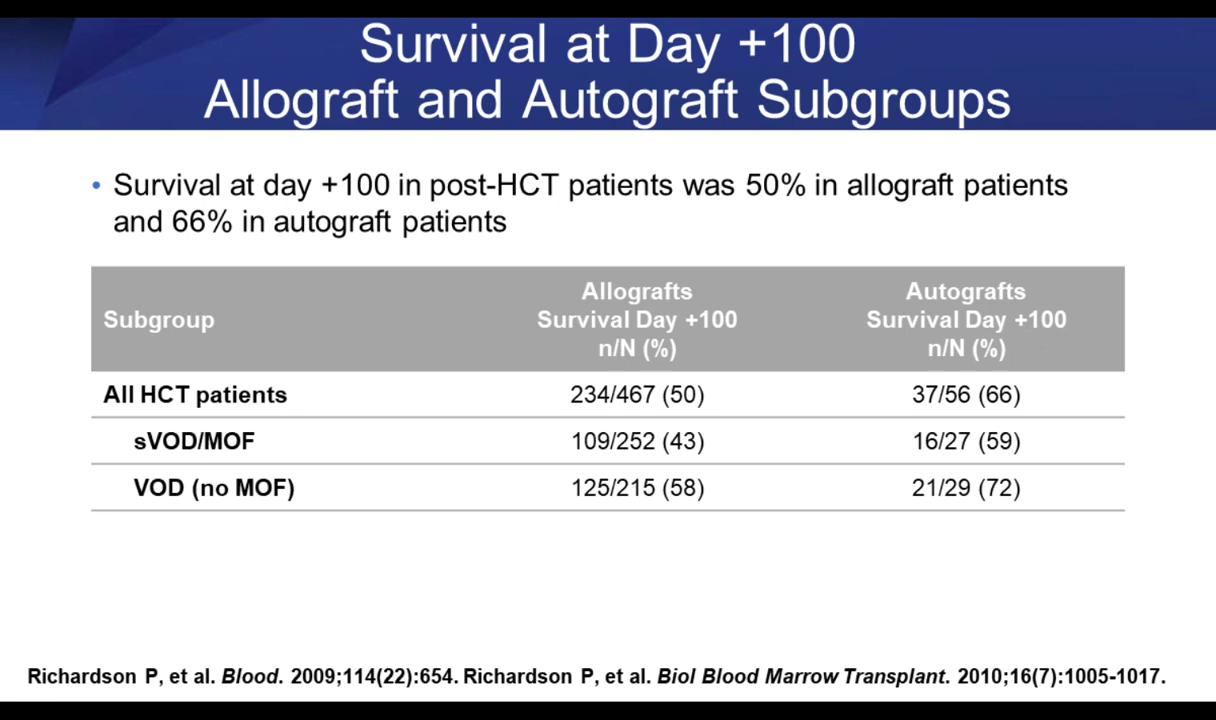 Survival at Day +100
Allograft and Autograft Subgroups
• Survival at day +100 in post-HCT patients was 50% in allograft patients
and 66% in autograft patients
Subgroup
Allografts
Survival Day +100
n/N (%)
Autografts
Survival Day +100
n/N (%)
All HCT patients 234/467 (50) 37/56 (66)
sVOD/MOF 109/252 (43) 16/27 (59)
VOD (no MOF) 125/215 (58) 21/29 (72)
Richardson P, et al. Blood. 2009;114(22):654. Richardson P, et al. Biol Blood Marrow Transplant. 2010;16(7):1005-1017.